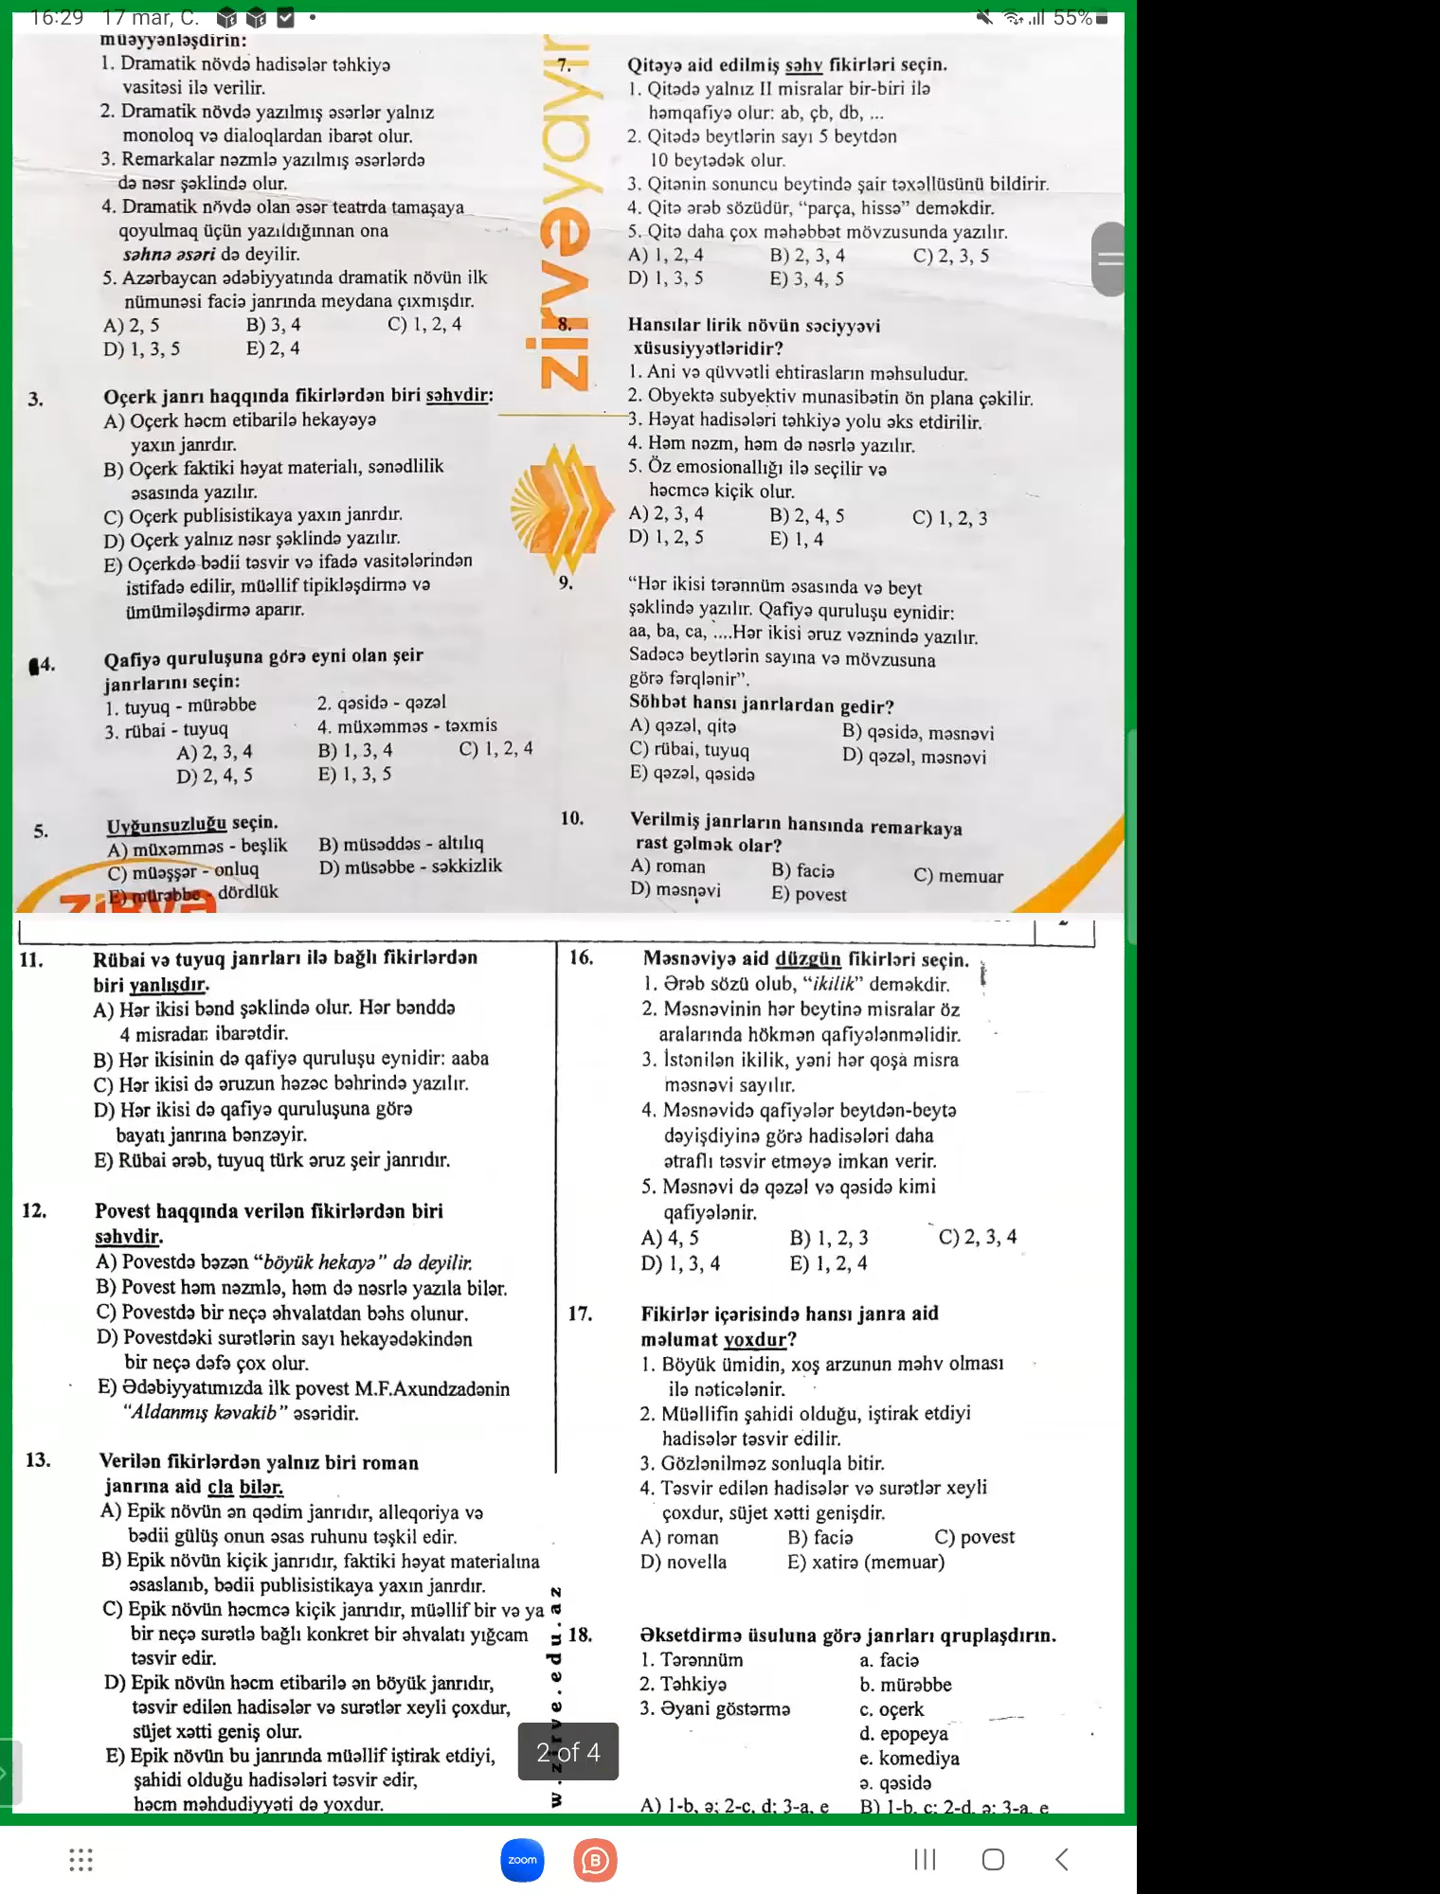 16:29 17 mar, C. 55%
müəyyənləşdirin:
1. Dramatik növdə hadisələr təhkiyə
vasitəsi ilə verilir.
2. Dramatik növdə yazılmış əsərlər yalnız
monoloq və dialoqlardan ibarət olur.
3. Remarkalar nəzmlə yazılmış əsərlərdə
də nəsr şəklində olur.
4. Dramatik növdə olan əsər teatrda tamaşaya
qoyulmaq üçün yazıldığınnan ona
səhnə əsəri də deyilir.
5. Azərbaycan ədəbiyyatında dramatik növün ilk
nümunəsi faciə janrında meydana çıxmışdır.
A) 2, 5 B) 3, 4 C) 1, 2, 4
D) 1, 3, 5 E) 2, 4
3. Oçerk janrı haqqında fikirlərdən biri səhvdir:
A) Oçerk həcm etibarilə hekayəyə
yaxın janrdır.
B) Oçerk faktiki həyat materialı, sənədlilik
əsasında yazılır.
C) Oçerk publisistikaya yaxın janrdır.
D) Oçerk yalnız nəsr şəklində yazılır.
E) Oçerkdə bədii təsvir və ifadə vasitələrindən
istifadə edilir, müəllif tipikləşdirmə və
ümümiləşdirmə aparır.
4. Qafiyə quruluşuna görə eyni olan şeir
janrlarını seçin:
1. tuyuq - mürəbbe 2. qəsidə - qəzəl
3. rübai - tuyuq 4. müxəmməs - təxmis
A) 2, 3, 4 B) 1, 3, 4 C) 1, 2, 4
D) 2, 4, 5 E) 1, 3, 5
5. Uyğunsuzluğu seçin.
A) müxəmməs - beşlik B) müsəddəs - altılıq
C) müəşşər - onluq D) müsəbbe - səkkizlik
E) mürəbbe - dördlük
ZİRVƏ
zirvəyayın
7. Qitəyə aid edilmiş səhv fikirləri seçin.
1. Qitədə yalnız II misralar bir-biri ilə
həmqafiyə olur: ab, çb, db, ...
2. Qitədə beytlərin sayı 5 beytdən
10 beytədək olur.
3. Qitənin sonuncu beytində şair təxəllüsünü bildirir.
4. Qitə ərəb sözüdür, “parça, hissə” deməkdir.
5. Qitə daha çox məhəbbət mövzusunda yazılır.
A) 1, 2, 4 B) 2, 3, 4 C) 2, 3, 5
D) 1, 3, 5 E) 3, 4, 5
8. Hansılar lirik növün səciyyəvi
xüsusiyyətləridir?
1. Ani və qüvvətli ehtirasların məhsuludur.
2. Obyektə subyektiv munasibətin ön plana çəkilir.
3. Həyat hadisələri təhkiyə yolu əks etdirilir.
4. Həm nəzm, həm də nəsrlə yazılır.
5. Öz emosionallığı ilə seçilir və
həcmcə kiçik olur.
A) 2, 3, 4 B) 2, 4, 5 C) 1, 2, 3
D) 1, 2, 5 E) 1, 4
9. “Hər ikisi tərənnüm əsasında və beyt
şəklində yazılır. Qafiyə quruluşu eynidir:
aa, ba, ca, ....Hər ikisi əruz vəznində yazılır.
Sadəcə beytlərin sayına və mövzusuna
görə fərqlənir”.
Söhbət hansı janrlardan gedir?
A) qəzəl, qitə B) qəsidə, məsnəvi
C) rübai, tuyuq D) qəzəl, məsnəvi
E) qəzəl, qəsidə
10. Verilmiş janrların hansında remarkaya
rast gəlmək olar?
A) roman B) faciə C) memuar
D) məsnəvi E) povest
11. Rübai və tuyuq janrları ilə bağlı fikirlərdən
biri yanlışdır.
A) Hər ikisi bənd şəklində olur. Hər bənddə
4 misradan ibarətdir.
B) Hər ikisinin də qafiyə quruluşu eynidir: aaba
C) Hər ikisi də əruzun həzəc bəhrində yazılır.
D) Hər ikisi də qafiyə quruluşuna görə
bayatı janrına bənzəyir.
E) Rübai ərəb, tuyuq türk əruz şeir janrıdır.
12. Povest haqqında verilən fikirlərdən biri
səhvdir.
A) Povestdə bəzən “böyük hekayə” də deyilir.
B) Povest həm nəzmlə, həm də nəsrlə yazıla bilər.
C) Povestdə bir neçə əhvalatdan bəhs olunur.
D) Povestdəki surətlərin sayı hekayədəkindən
bir neçə dəfə çox olur.
E) Ədəbiyyatımızda ilk povest M.F.Axundzadənin
“Aldanmış kəvakib” əsəridir.
13. Verilən fikirlərdən yalnız biri roman
janrına aid ola bilər.
A) Epik növün ən qədim janrıdır, alleqoriya və
bədii gülüş onun əsas ruhunu təşkil edir.
B) Epik növün kiçik janrıdır, faktiki həyat materialına
əsaslanıb, bədii publisistikaya yaxın janrdır.
C) Epik növün həcmcə kiçik janrıdır, müəllif bir və ya
bir neçə surətlə bağlı konkret bir əhvalatı yığcam
təsvir edir.
D) Epik növün həcm etibarilə ən böyük janrıdır,
təsvir edilən hadisələr və surətlər xeyli çoxdur,
süjet xətti geniş olur.
E) Epik növün bu janrında müəllif iştirak etdiyi,
şahidi olduğu hadisələri təsvir edir,
həcm məhdudiyyəti də yoxdur.
w.zirve.edu.az
2 of 4
16. Məsnəviyə aid düzgün fikirləri seçin.
1. Ərəb sözü olub, “ikilik” deməkdir.
2. Məsnəvinin hər beytinə misralar öz
aralarında hökmən qafiyələnməlidir.
3. İstənilən ikilik, yəni hər qoşa misra
məsnəvi sayılır.
4. Məsnəvidə qafiyələr beytdən-beytə
dəyişdiyinə görə hadisələri daha
ətraflı təsvir etməyə imkan verir.
5. Məsnəvi də qəzəl və qəsidə kimi
qafiyələnir.
A) 4, 5 B) 1, 2, 3 C) 2, 3, 4
D) 1, 3, 4 E) 1, 2, 4
17. Fikirlər içərisində hansı janra aid
məlumat yoxdur?
1. Böyük ümidin, xoş arzunun məhv olması
ilə nəticələnir.
2. Müəllifin şahidi olduğu, iştirak etdiyi
hadisələr təsvir edilir.
3. Gözlənilməz sonluqla bitir.
4. Təsvir edilən hadisələr və surətlər xeyli
çoxdur, süjet xətti genişdir.
A) roman B) faciə C) povest
D) novella E) xatirə (memuar)
18. Əksetdirmə üsuluna görə janrları qruplaşdırın.
1. Tərənnüm a. faciə
2. Təhkiyə b. mürəbbe
3. Əyani göstərmə c. oçerk
d. epopeya
e. komediya
ə. qəsidə
A) 1-b, ə; 2-c, d; 3-a, e B) 1-b, c; 2-d, ə; 3-a, e
zoom
B